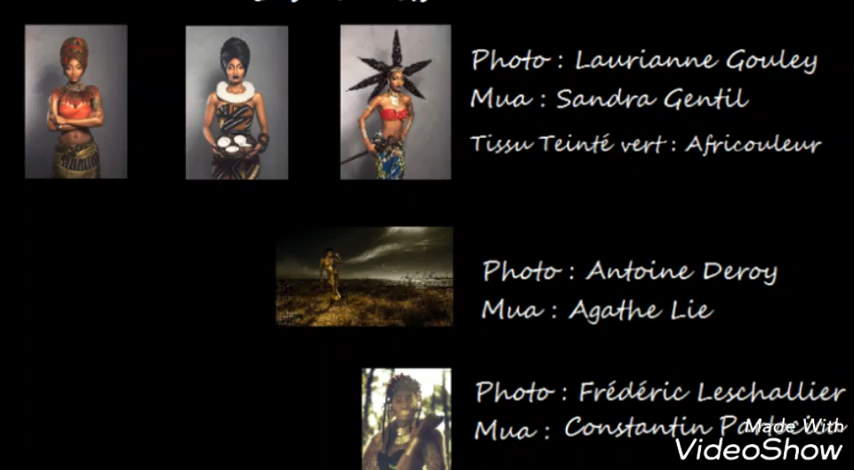 Photo : Laurianne Gouley
Mua : Sandra Gentil
Tissu Teinté vert : Africouleur
Photo : Antoine Deroy
Mua : Agathe Lie
Photo : Frédéric Leschallier
Mua : Constantin
Made With
VideoShow